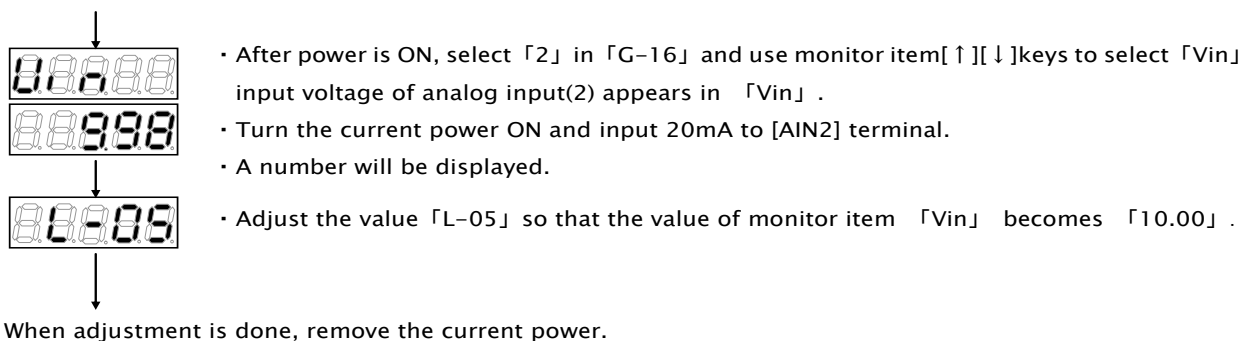 Uin
・After power is ON, select「2」in「G-16」and use monitor item[↑][↓]keys to select「Vin」
input voltage of analog input(2) appears in 「Vin」.
9.98
・Turn the current power ON and input 20mA to [AIN2] terminal.
・A number will be displayed.
L-05
・Adjust the value「L-05」so that the value of monitor item 「Vin」 becomes 「10.00」.
When adjustment is done, remove the current power.